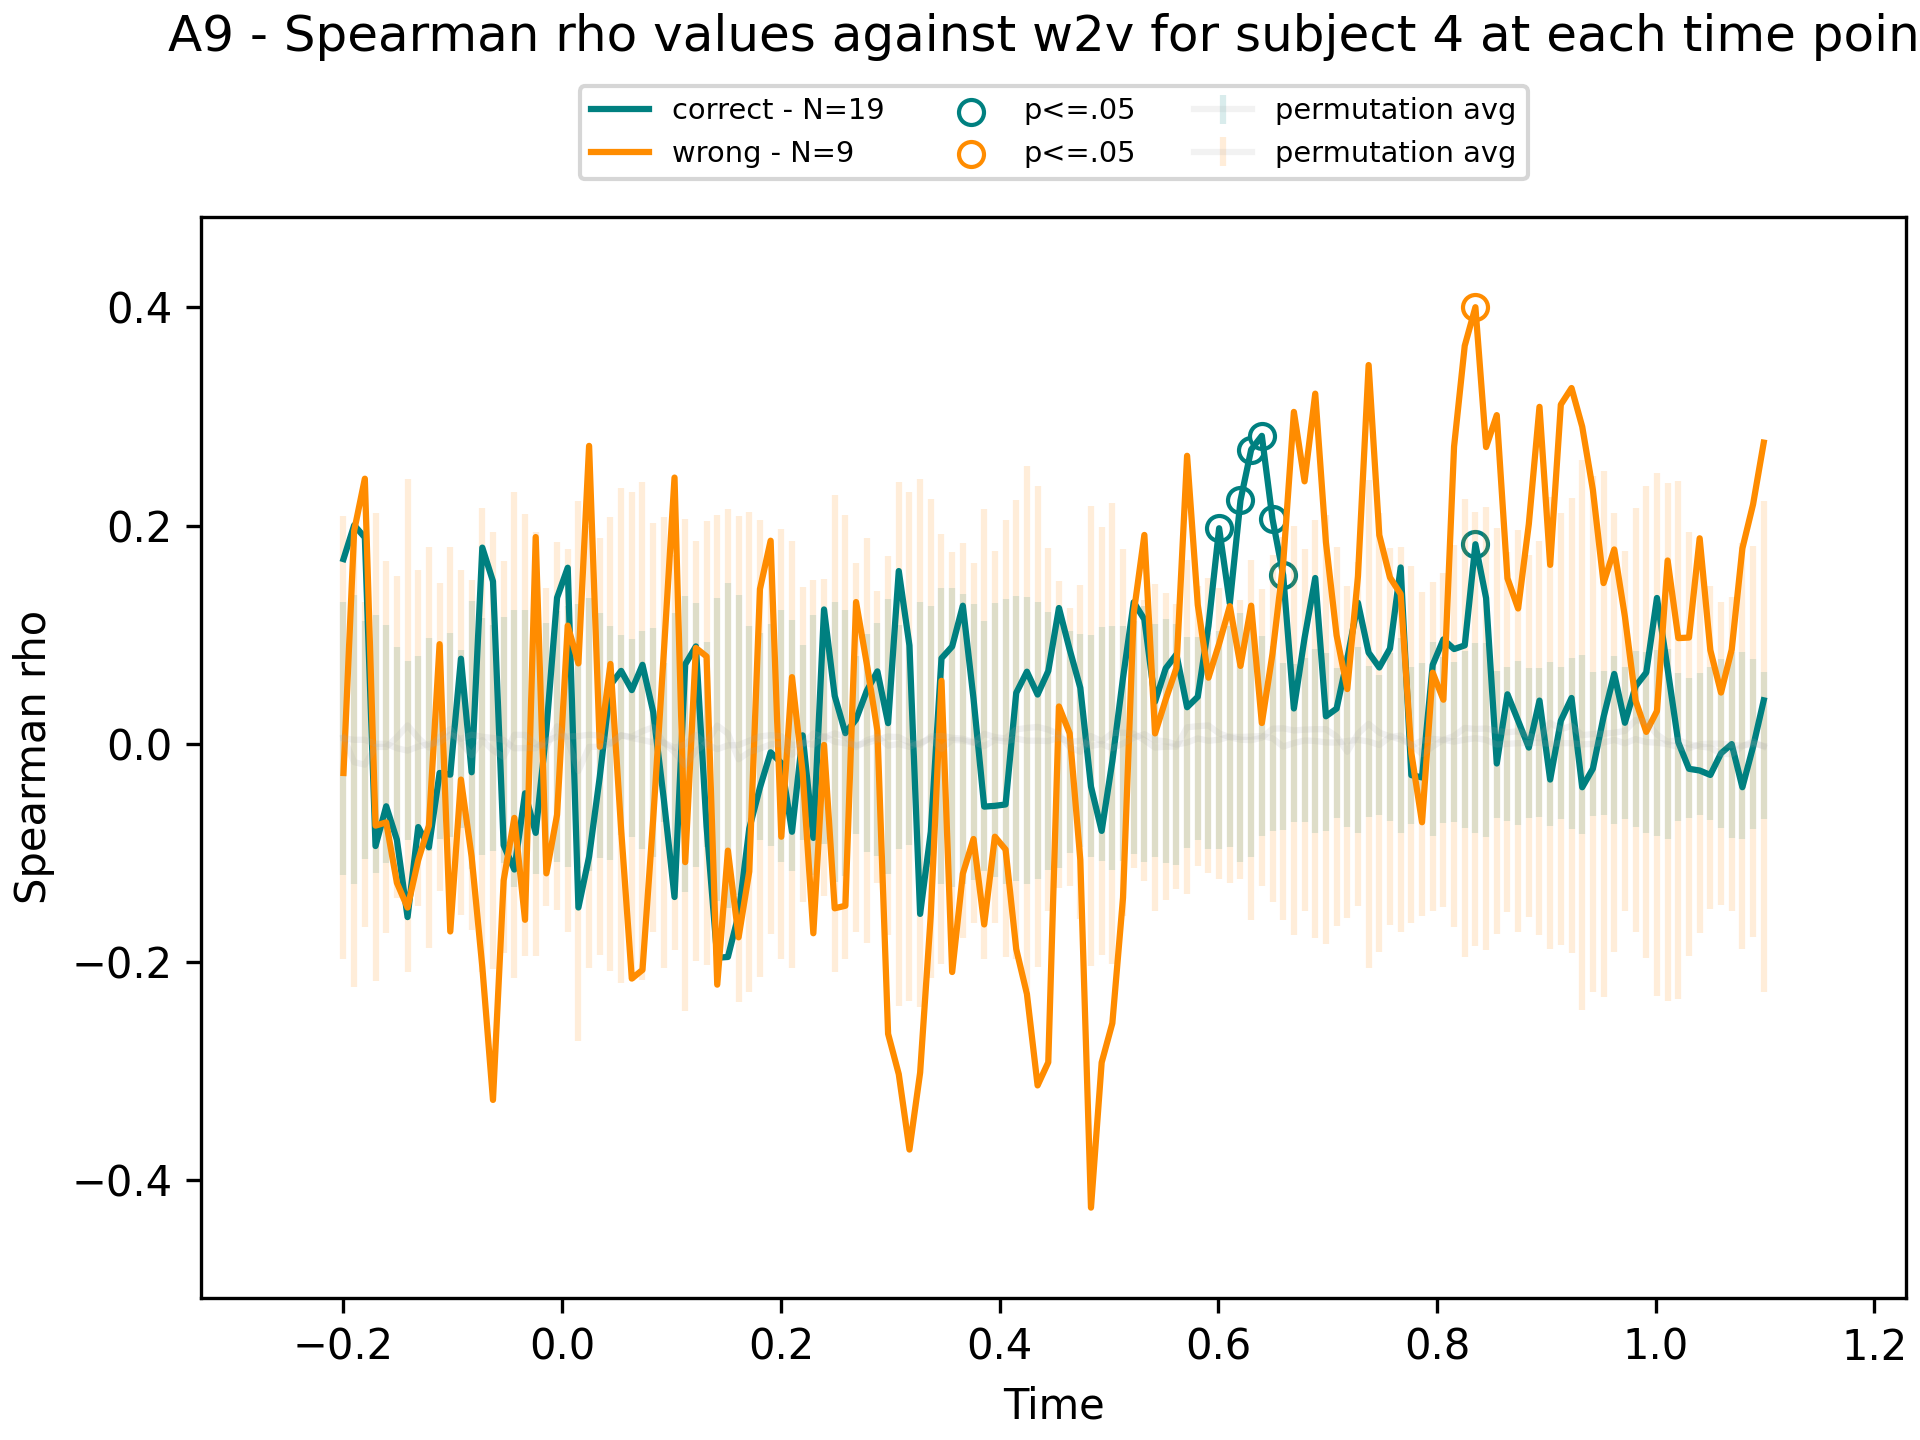 A9 - Spearman rho values against w2v for subject 4 at each time poin
correct - N=19
wrong - N=9
p<=.05
p<=.05
permutation avg
permutation avg
Spearman rho
0.4
0.2
0.0
−0.2
−0.4
−0.2 0.0 0.2 0.4 0.6 0.8 1.0 1.2
Time